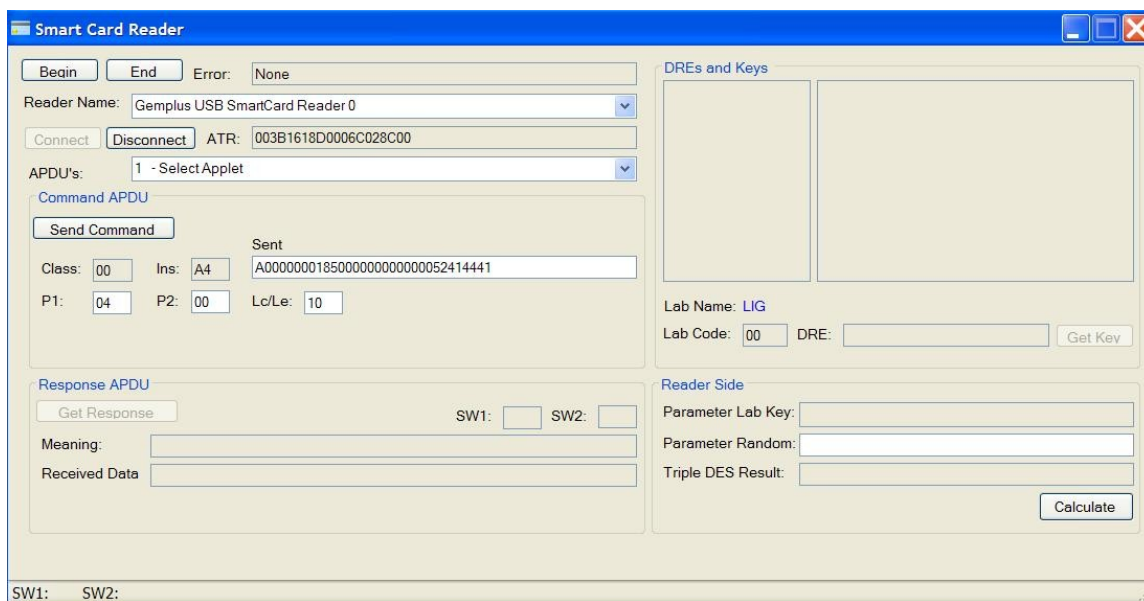 Smart Card Reader
Begin End Error: None
Reader Name: Gemplus USB SmartCard Reader 0
Connect Disconnect ATR: 003B1618D0006C028C00
APDU's: 1 - Select Applet
Command APDU
Send Command
Sent
Class: 00 Ins: A4 A0000000185000000000000052414441
P1: 04 P2: 00 Lc/Le: 10
Response APDU
Get Response SW1: SW2:
Meaning:
Received Data
DREs and Keys
Lab Name: LIG
Lab Code: 00 DRE: Get Key
Reader Side
Parameter Lab Key:
Parameter Random:
Triple DES Result:
Calculate
SW1: SW2: